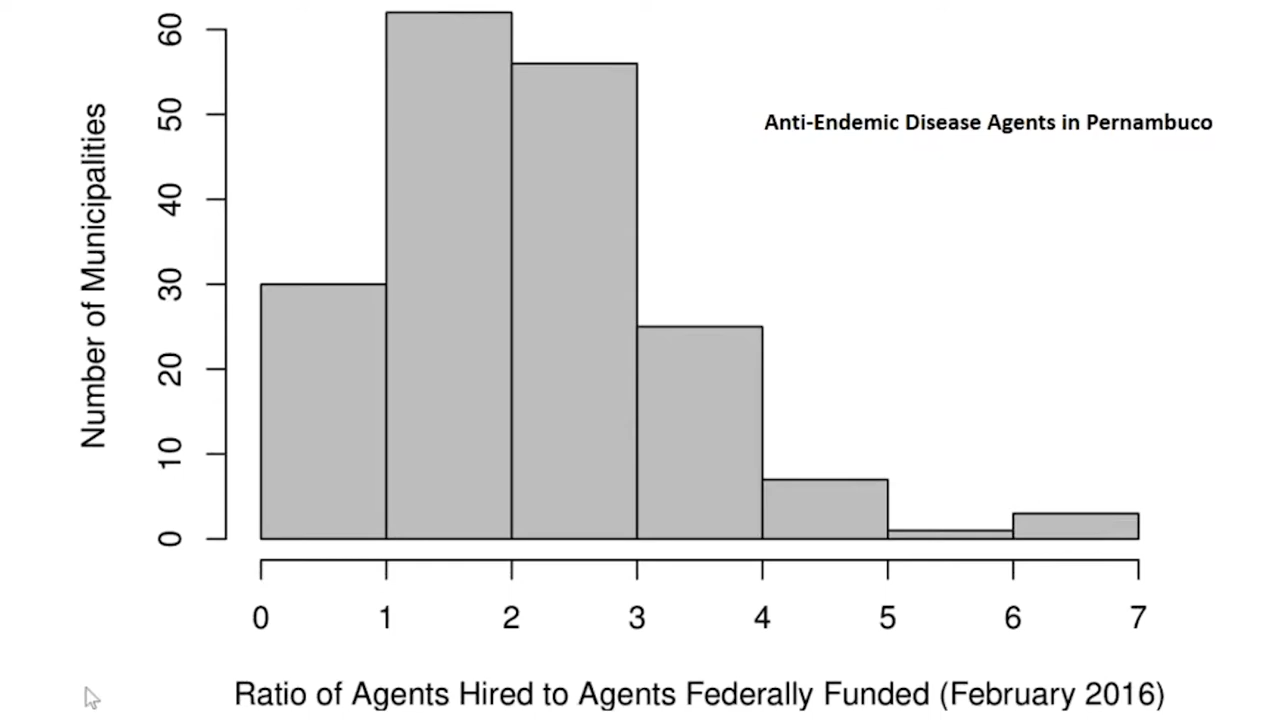 60
50
40
30
20
10
0
Number of Municipalities
Anti-Endemic Disease Agents in Pernambuco
0 1 2 3 4 5 6 7
Ratio of Agents Hired to Agents Federally Funded (February 2016)